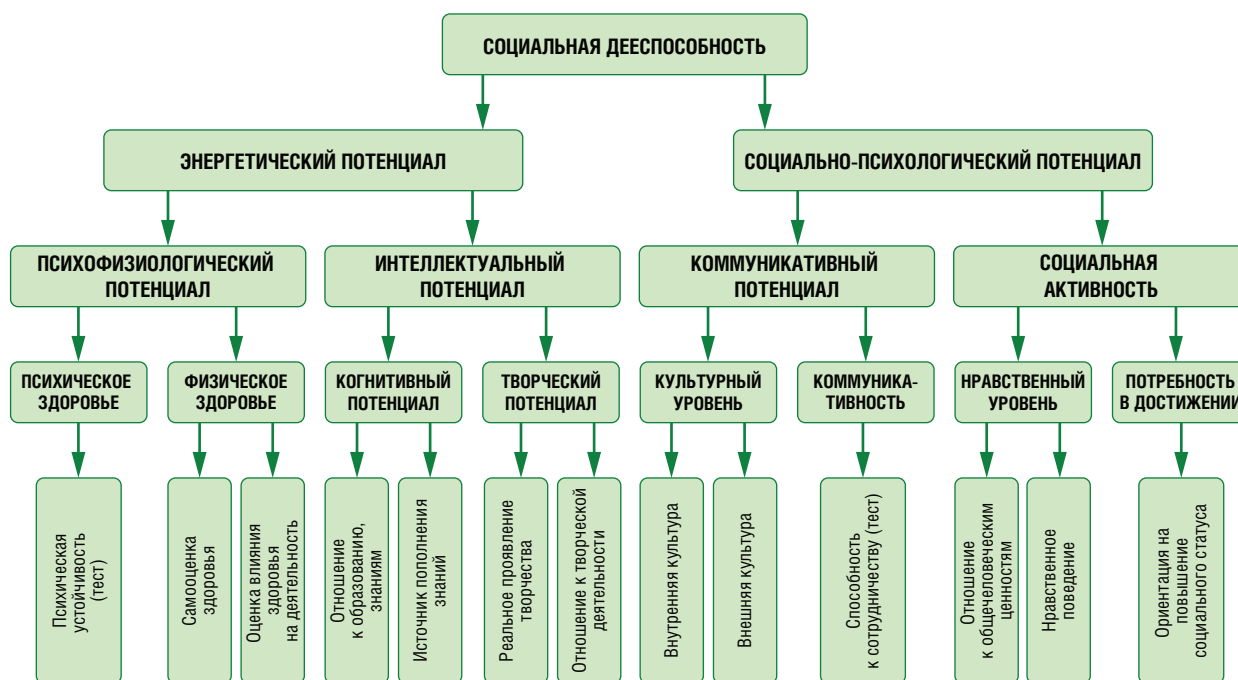 СОЦИАЛЬНАЯ ДЕЕСПОСОБНОСТЬ
ЭНЕРГЕТИЧЕСКИЙ ПОТЕНЦИАЛ
СОЦИАЛЬНО-ПСИХОЛОГИЧЕСКИЙ ПОТЕНЦИАЛ
ПСИХОФИЗИОЛОГИЧЕСКИЙ
ПОТЕНЦИАЛ
ИНТЕЛЛЕКТУАЛЬНЫЙ
ПОТЕНЦИАЛ
КОММУНИКАТИВНЫЙ
ПОТЕНЦИАЛ
СОЦИАЛЬНАЯ
АКТИВНОСТЬ
ПСИХИЧЕСКОЕ
ЗДОРОВЬЕ
ФИЗИЧЕСКОЕ
ЗДОРОВЬЕ
КОГНИТИВНЫЙ
ПОТЕНЦИАЛ
ТВОРЧЕСКИЙ
ПОТЕНЦИАЛ
КУЛЬТУРНЫЙ
УРОВЕНЬ
КОММУНИКА-
ТИВНОСТЬ
НРАВСТВЕННЫЙ
УРОВЕНЬ
ПОТРЕБНОСТЬ
В ДОСТИЖЕНИИ
Психическая
устойчивость
(тест)
Самооценка
здоровья
Оценка влияния
здоровья
на деятельность
Отношение
к образованию,
знаниям
Источник пополнения
знаний
Реальное проявление
творчества
Отношение к творческой
деятельности
Внутренняя культура
Внешняя культура
Способность
к сотрудничеству (тест)
Отношение
к общечеловеческим
ценностям
Нравственное
поведение
Ориентация на
повышение
социального статуса